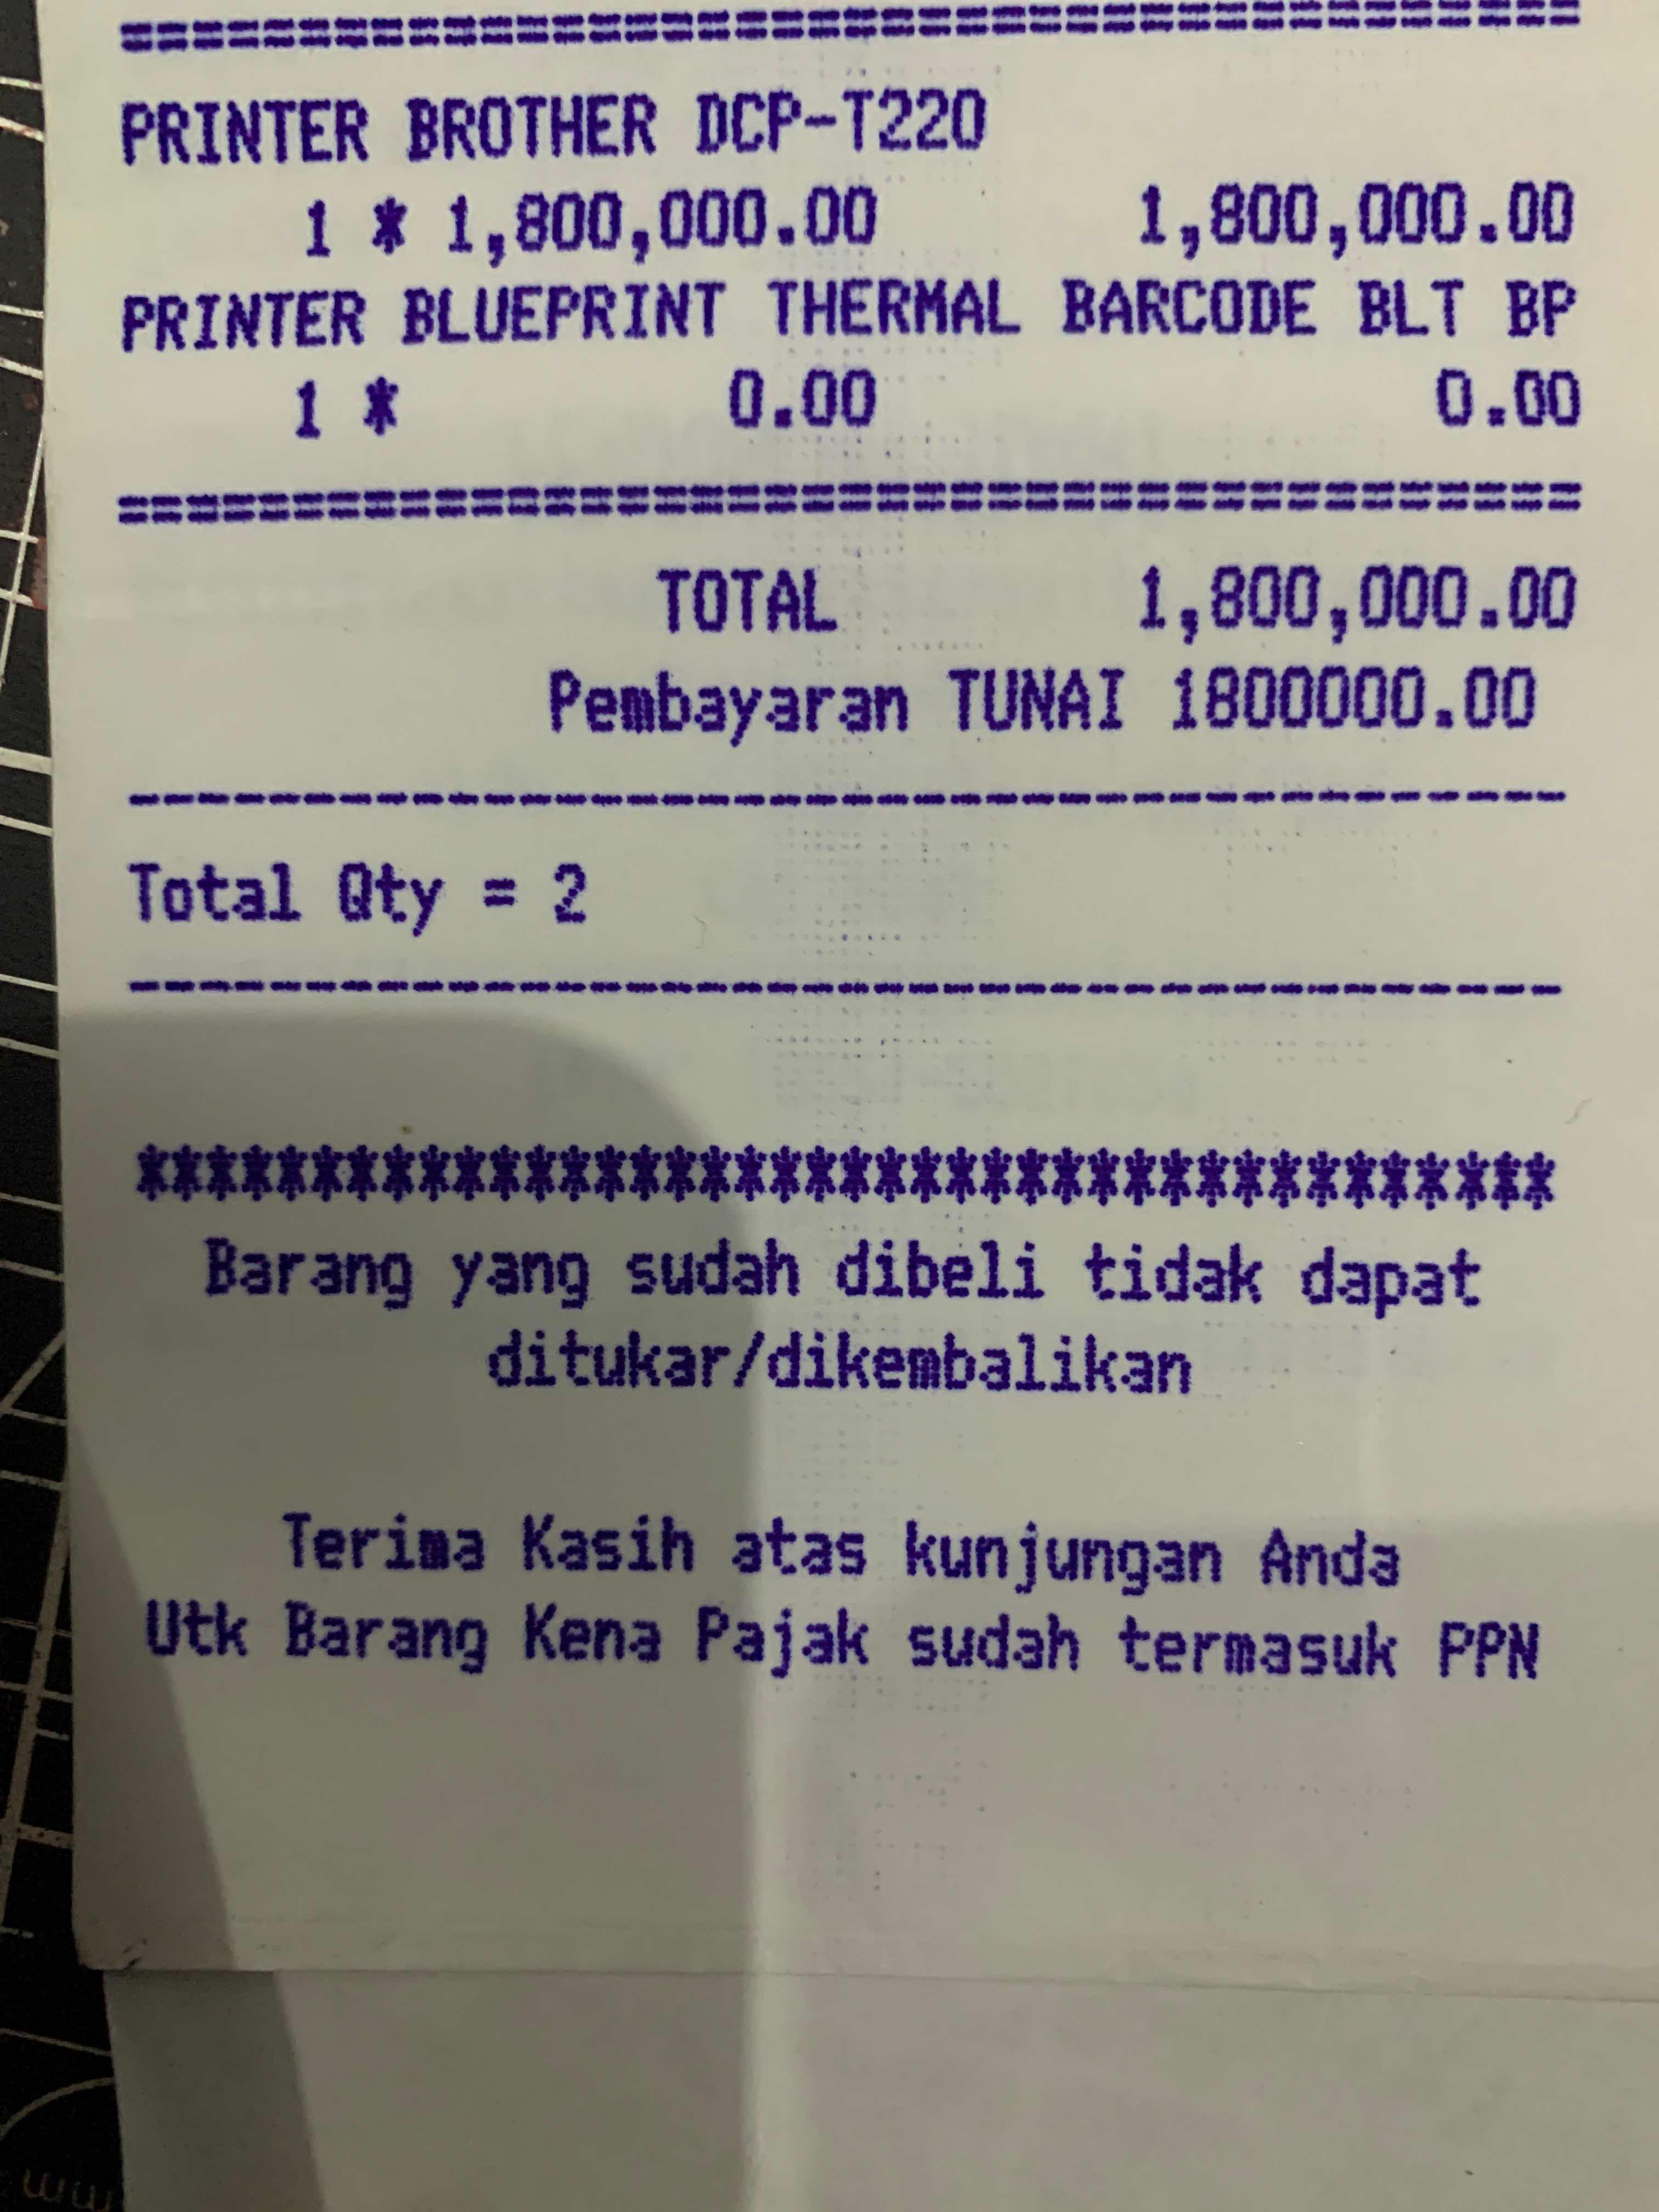 ========================================
PRINTER BROTHER DCP-T220
1 * 1,800,000.00 1,800,000.00
PRINTER BLUEPRINT THERMAL BARCODE BLT BP
1 * 0.00 0.00
========================================
TOTAL 1,800,000.00
Pembayaran TUNAI 1800000.00
----------------------------------------
Total Qty = 2
----------------------------------------
****************************************
Barang yang sudah dibeli tidak dapat
ditukar/dikembalikan
Terima Kasih atas kunjungan Anda
Utk Barang Kena Pajak sudah termasuk PPN